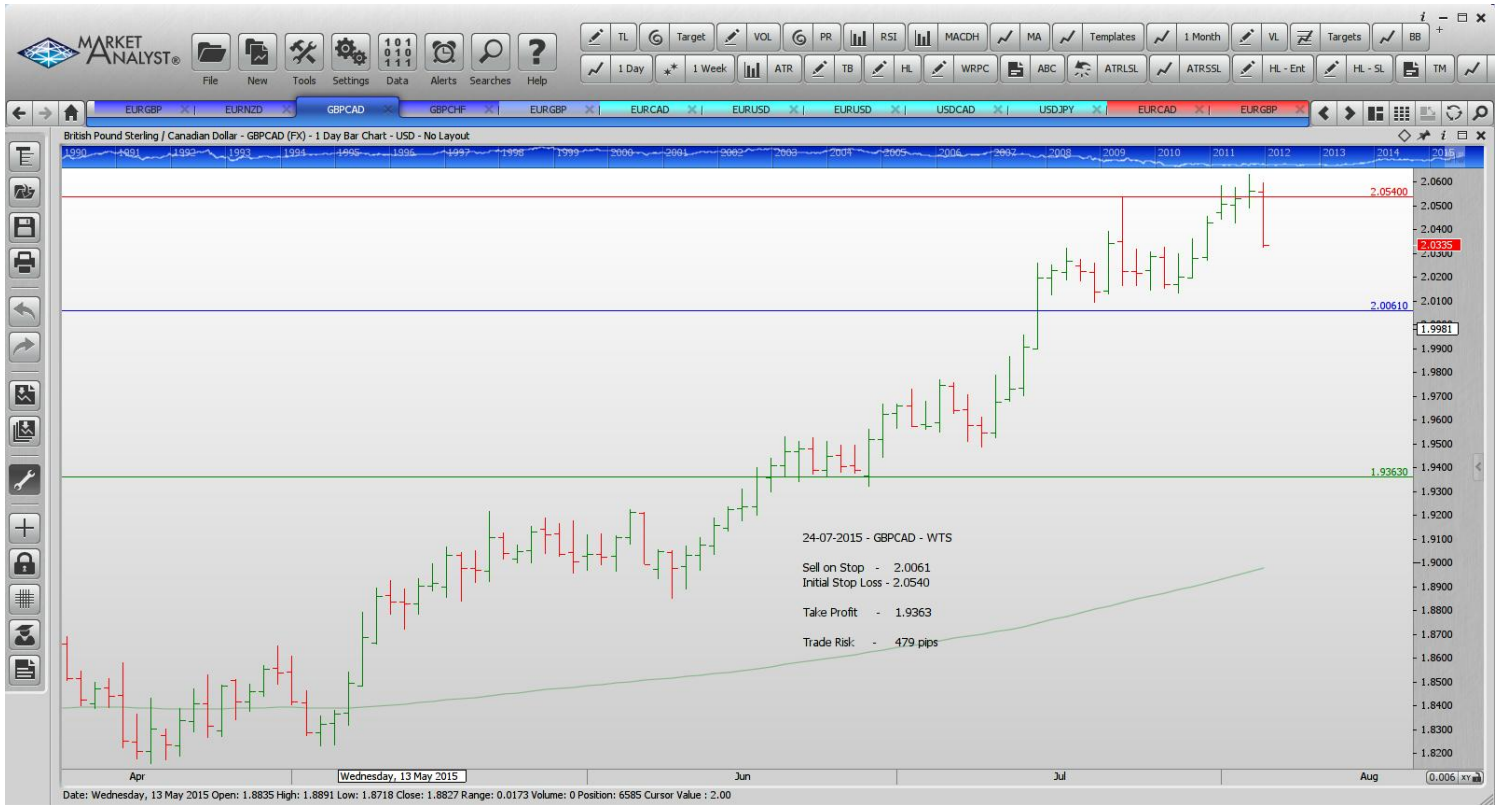 MARKET ANALYST®
i
File New Tools Settings Data Alerts Searches Help
101
010
111
TL Target VOL PR RSI MACDH MA Templates 1 Month VL Targets BB
1 Day 1 Week ATR TB HL WRPC ABC ATRLSL ATRSSL HL - Ent HL - SL TM
EURGBP EURNZD GBPCAD GBPCHF EURGBP EURCAD EURUSD EURUSD USDCAD USDJPY EURCAD EURGBP
British Pound Sterling / Canadian Dollar - GBPCAD (FX) - 1 Day Bar Chart - USD - No Layout
1990 1991 1992 1993 1994 1995 1996 1997 1998 1999 2000 2001 2002 2003 2004 2005 2006 2007 2008 2009 2010 2011 2012 2013 2014 2015
2.0600
2.05400
2.0500
2.0400
2.0335
2.0300
2.0200
2.0100
2.00610
1.9981
1.9900
1.9800
1.9700
1.9600
1.9500
1.9400
1.93630
1.9300
1.9200
1.9100
1.9000
1.8900
1.8800
1.8700
1.8600
1.8500
1.8400
1.8300
1.8200
24-07-2015 - GBPCAD - WTS
Sell on Stop - 2.0061
Initial Stop Loss - 2.0540
Take Profit - 1.9363
Trade Risk - 479 pips
Apr Wednesday, 13 May 2015 Jun Jul Aug 0.006 XY
Date: Wednesday, 13 May 2015 Open: 1.8835 High: 1.8891 Low: 1.8718 Close: 1.8827 Range: 0.0173 Volume: 0 Position: 6585 Cursor Value : 2.00